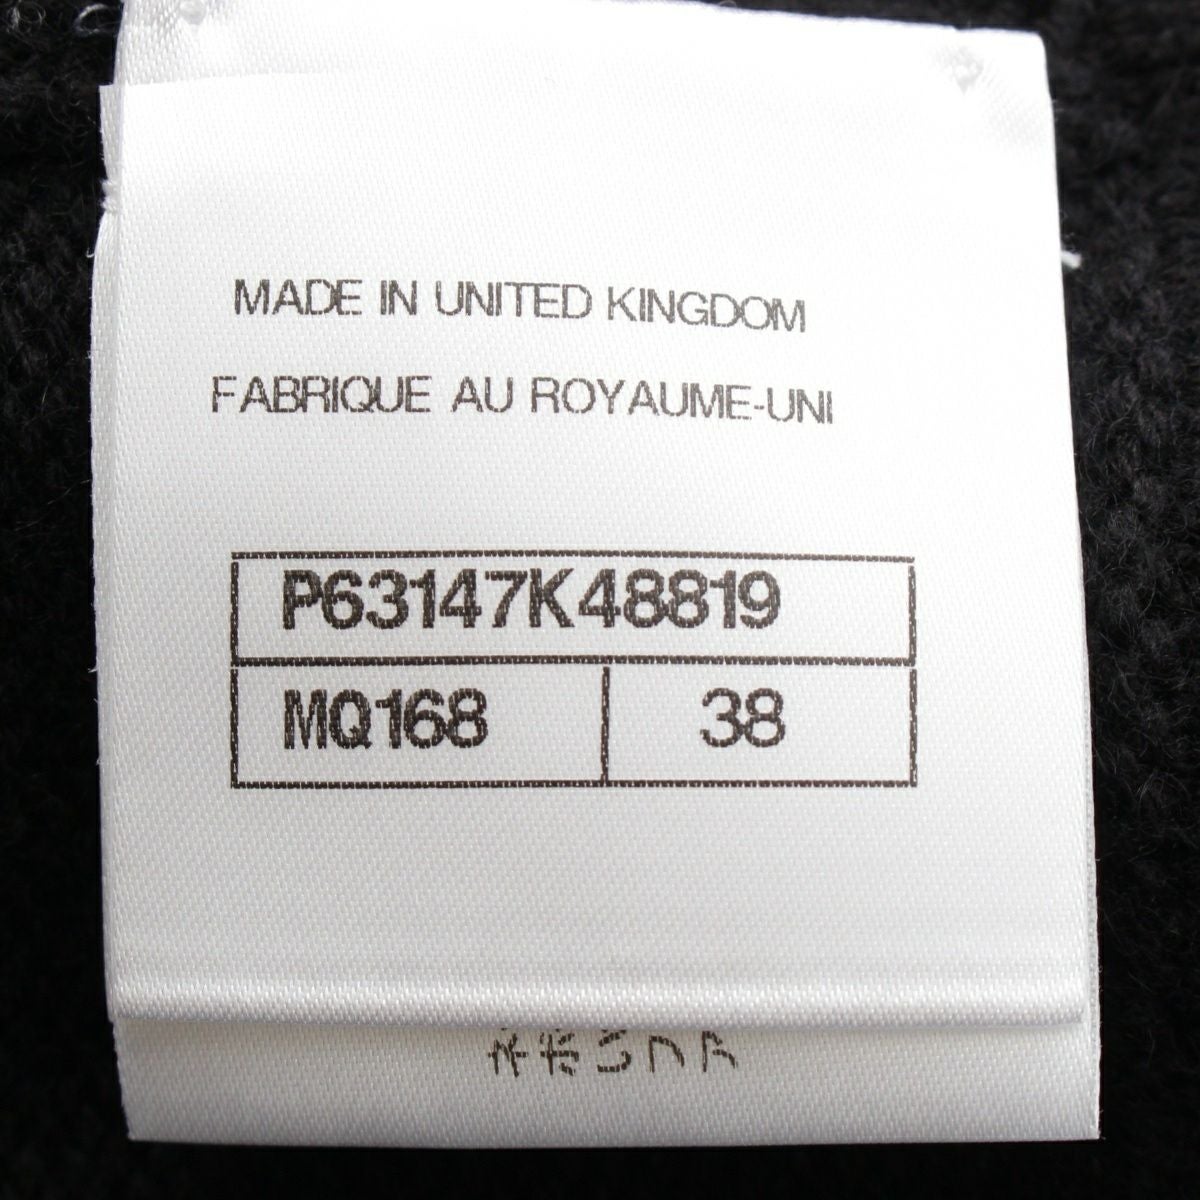 MADE IN UNITED KINGDOM
FABRIQUE AU ROYAUME-UNI
P63147K48819
MQ168 38